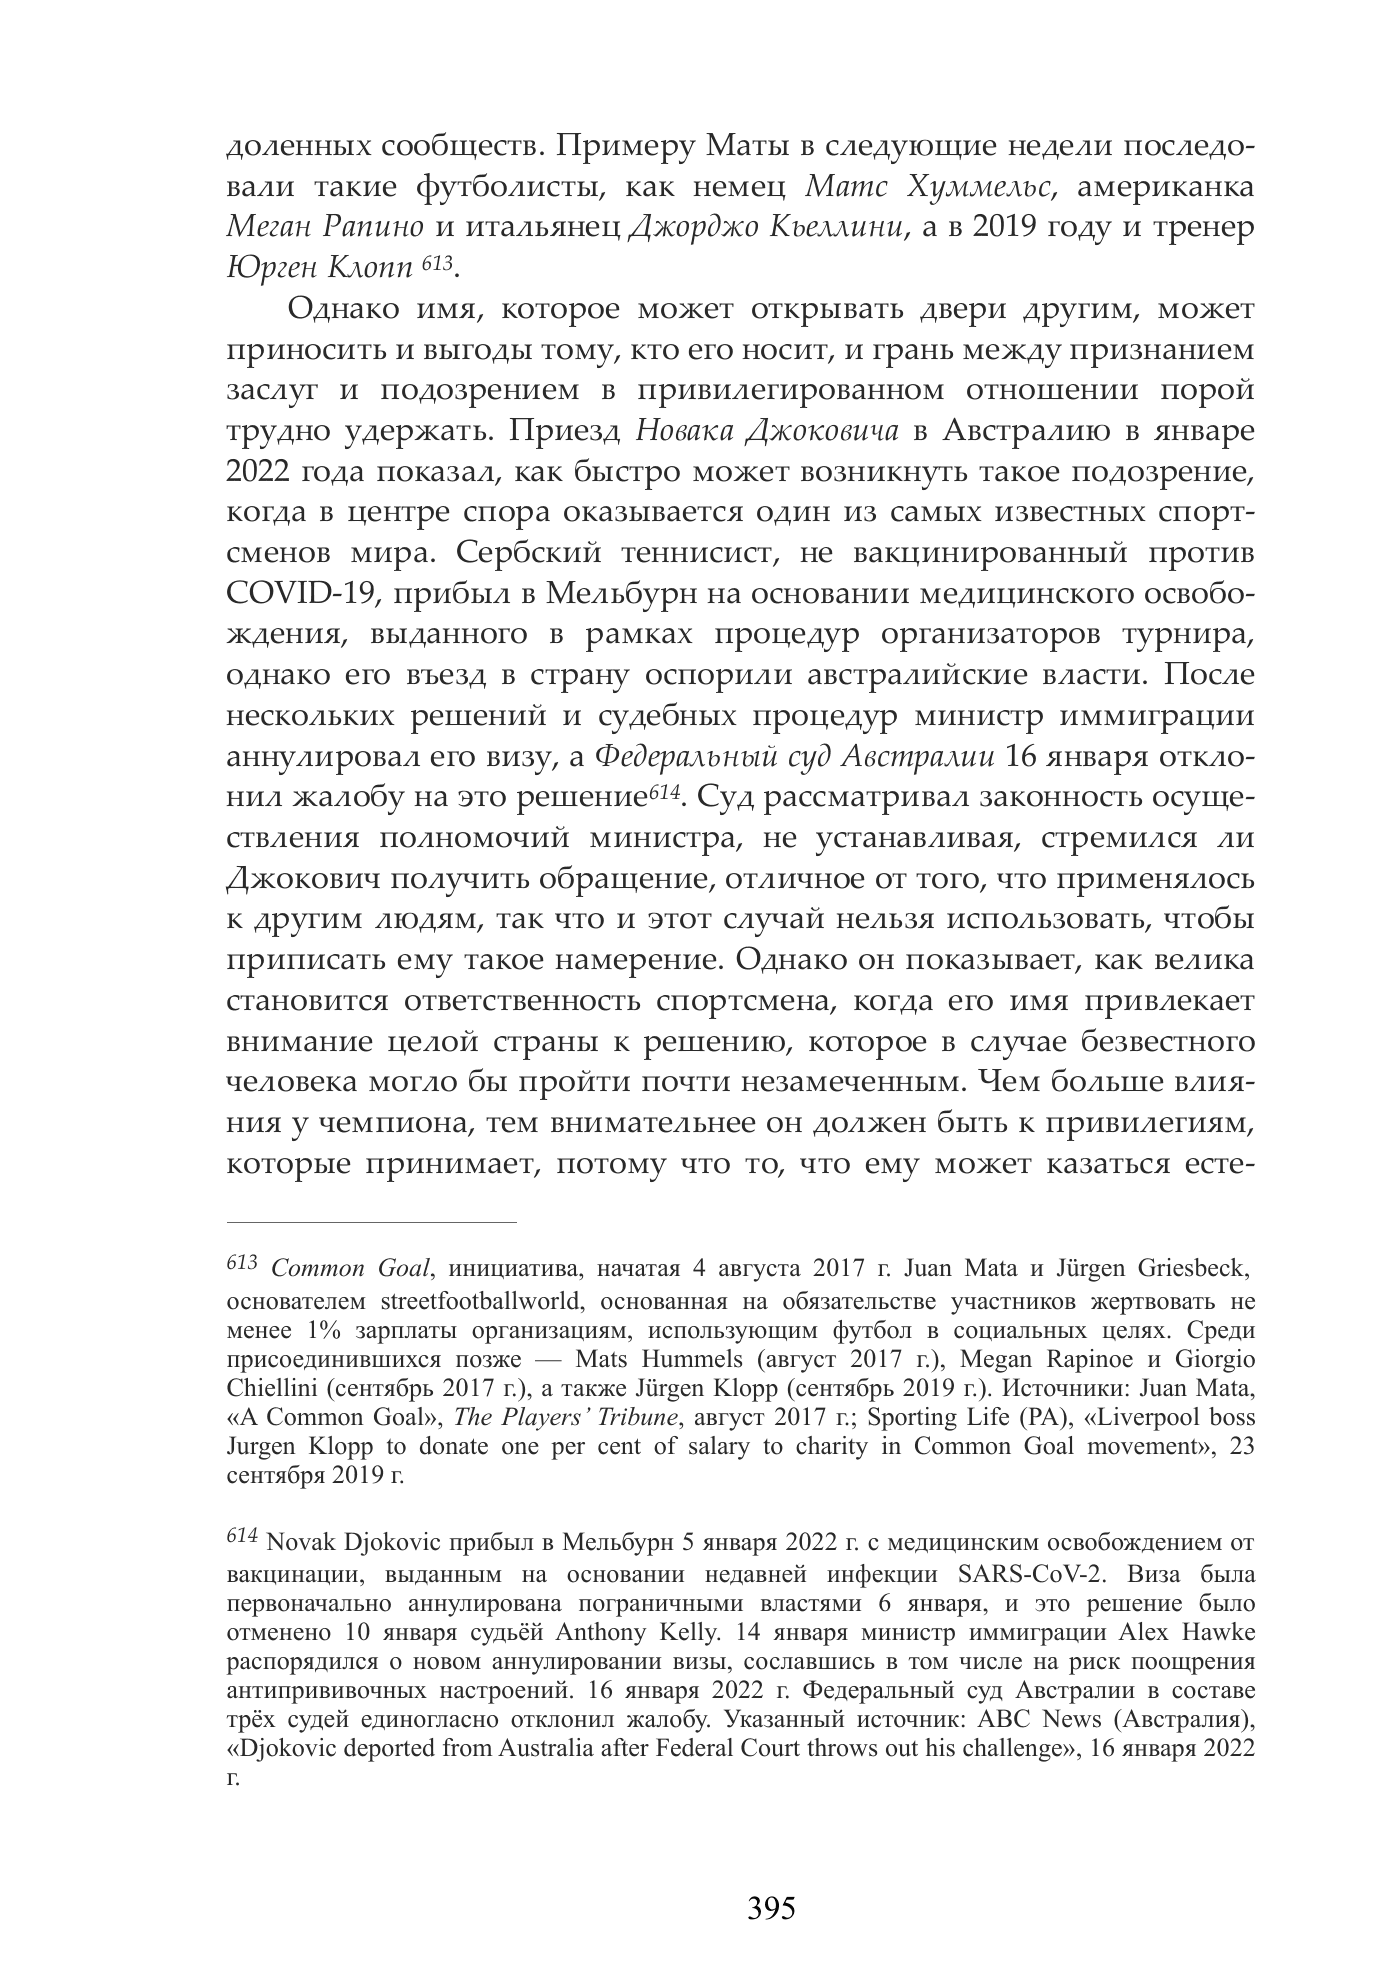 доленных сообществ. Примеру Маты в следующие недели последо-
вали такие футболисты, как немец Матс Хуммельс, американка
Меган Рапино и итальянец Джорджо Кьеллини, а в 2019 году и тренер
Юрген Клопп 613.
Однако имя, которое может открывать двери другим, может
приносить и выгоды тому, кто его носит, и грань между признанием
заслуг и подозрением в привилегированном отношении порой
трудно удержать. Приезд Новака Джоковича в Австралию в январе
2022 года показал, как быстро может возникнуть такое подозрение,
когда в центре спора оказывается один из самых известных спорт-
сменов мира. Сербский теннисист, не вакцинированный против
COVID-19, прибыл в Мельбурн на основании медицинского освобо-
ждения, выданного в рамках процедур организаторов турнира,
однако его въезд в страну оспорили австралийские власти. После
нескольких решений и судебных процедур министр иммиграции
аннулировал его визу, а Федеральный суд Австралии 16 января откло-
нил жалобу на это решение614. Суд рассматривал законность осуще-
ствления полномочий министра, не устанавливая, стремился ли
Джокович получить обращение, отличное от того, что применялось
к другим людям, так что и этот случай нельзя использовать, чтобы
приписать ему такое намерение. Однако он показывает, как велика
становится ответственность спортсмена, когда его имя привлекает
внимание целой страны к решению, которое в случае безвестного
человека могло бы пройти почти незамеченным. Чем больше влия-
ния у чемпиона, тем внимательнее он должен быть к привилегиям,
которые принимает, потому что то, что ему может казаться есте-
613 Common Goal, инициатива, начатая 4 августа 2017 г. Juan Mata и Jürgen Griesbeck,
основателем streetfootballworld, основанная на обязательстве участников жертвовать не
менее 1% зарплаты организациям, использующим футбол в социальных целях. Среди
присоединившихся позже — Mats Hummels (август 2017 г.), Megan Rapinoe и Giorgio
Chiellini (сентябрь 2017 г.), а также Jürgen Klopp (сентябрь 2019 г.). Источники: Juan Mata,
«A Common Goal», The Players’ Tribune, август 2017 г.; Sporting Life (PA), «Liverpool boss
Jurgen Klopp to donate one per cent of salary to charity in Common Goal movement», 23
сентября 2019 г.
614 Novak Djokovic прибыл в Мельбурн 5 января 2022 г. с медицинским освобождением от
вакцинации, выданным на основании недавней инфекции SARS-CoV-2. Виза была
первоначально аннулирована пограничными властями 6 января, и это решение было
отменено 10 января судьёй Anthony Kelly. 14 января министр иммиграции Alex Hawke
распорядился о новом аннулировании визы, сославшись в том числе на риск поощрения
антипрививочных настроений. 16 января 2022 г. Федеральный суд Австралии в составе
трёх судей единогласно отклонил жалобу. Указанный источник: ABC News (Австралия),
«Djokovic deported from Australia after Federal Court throws out his challenge», 16 января 2022
г.
395